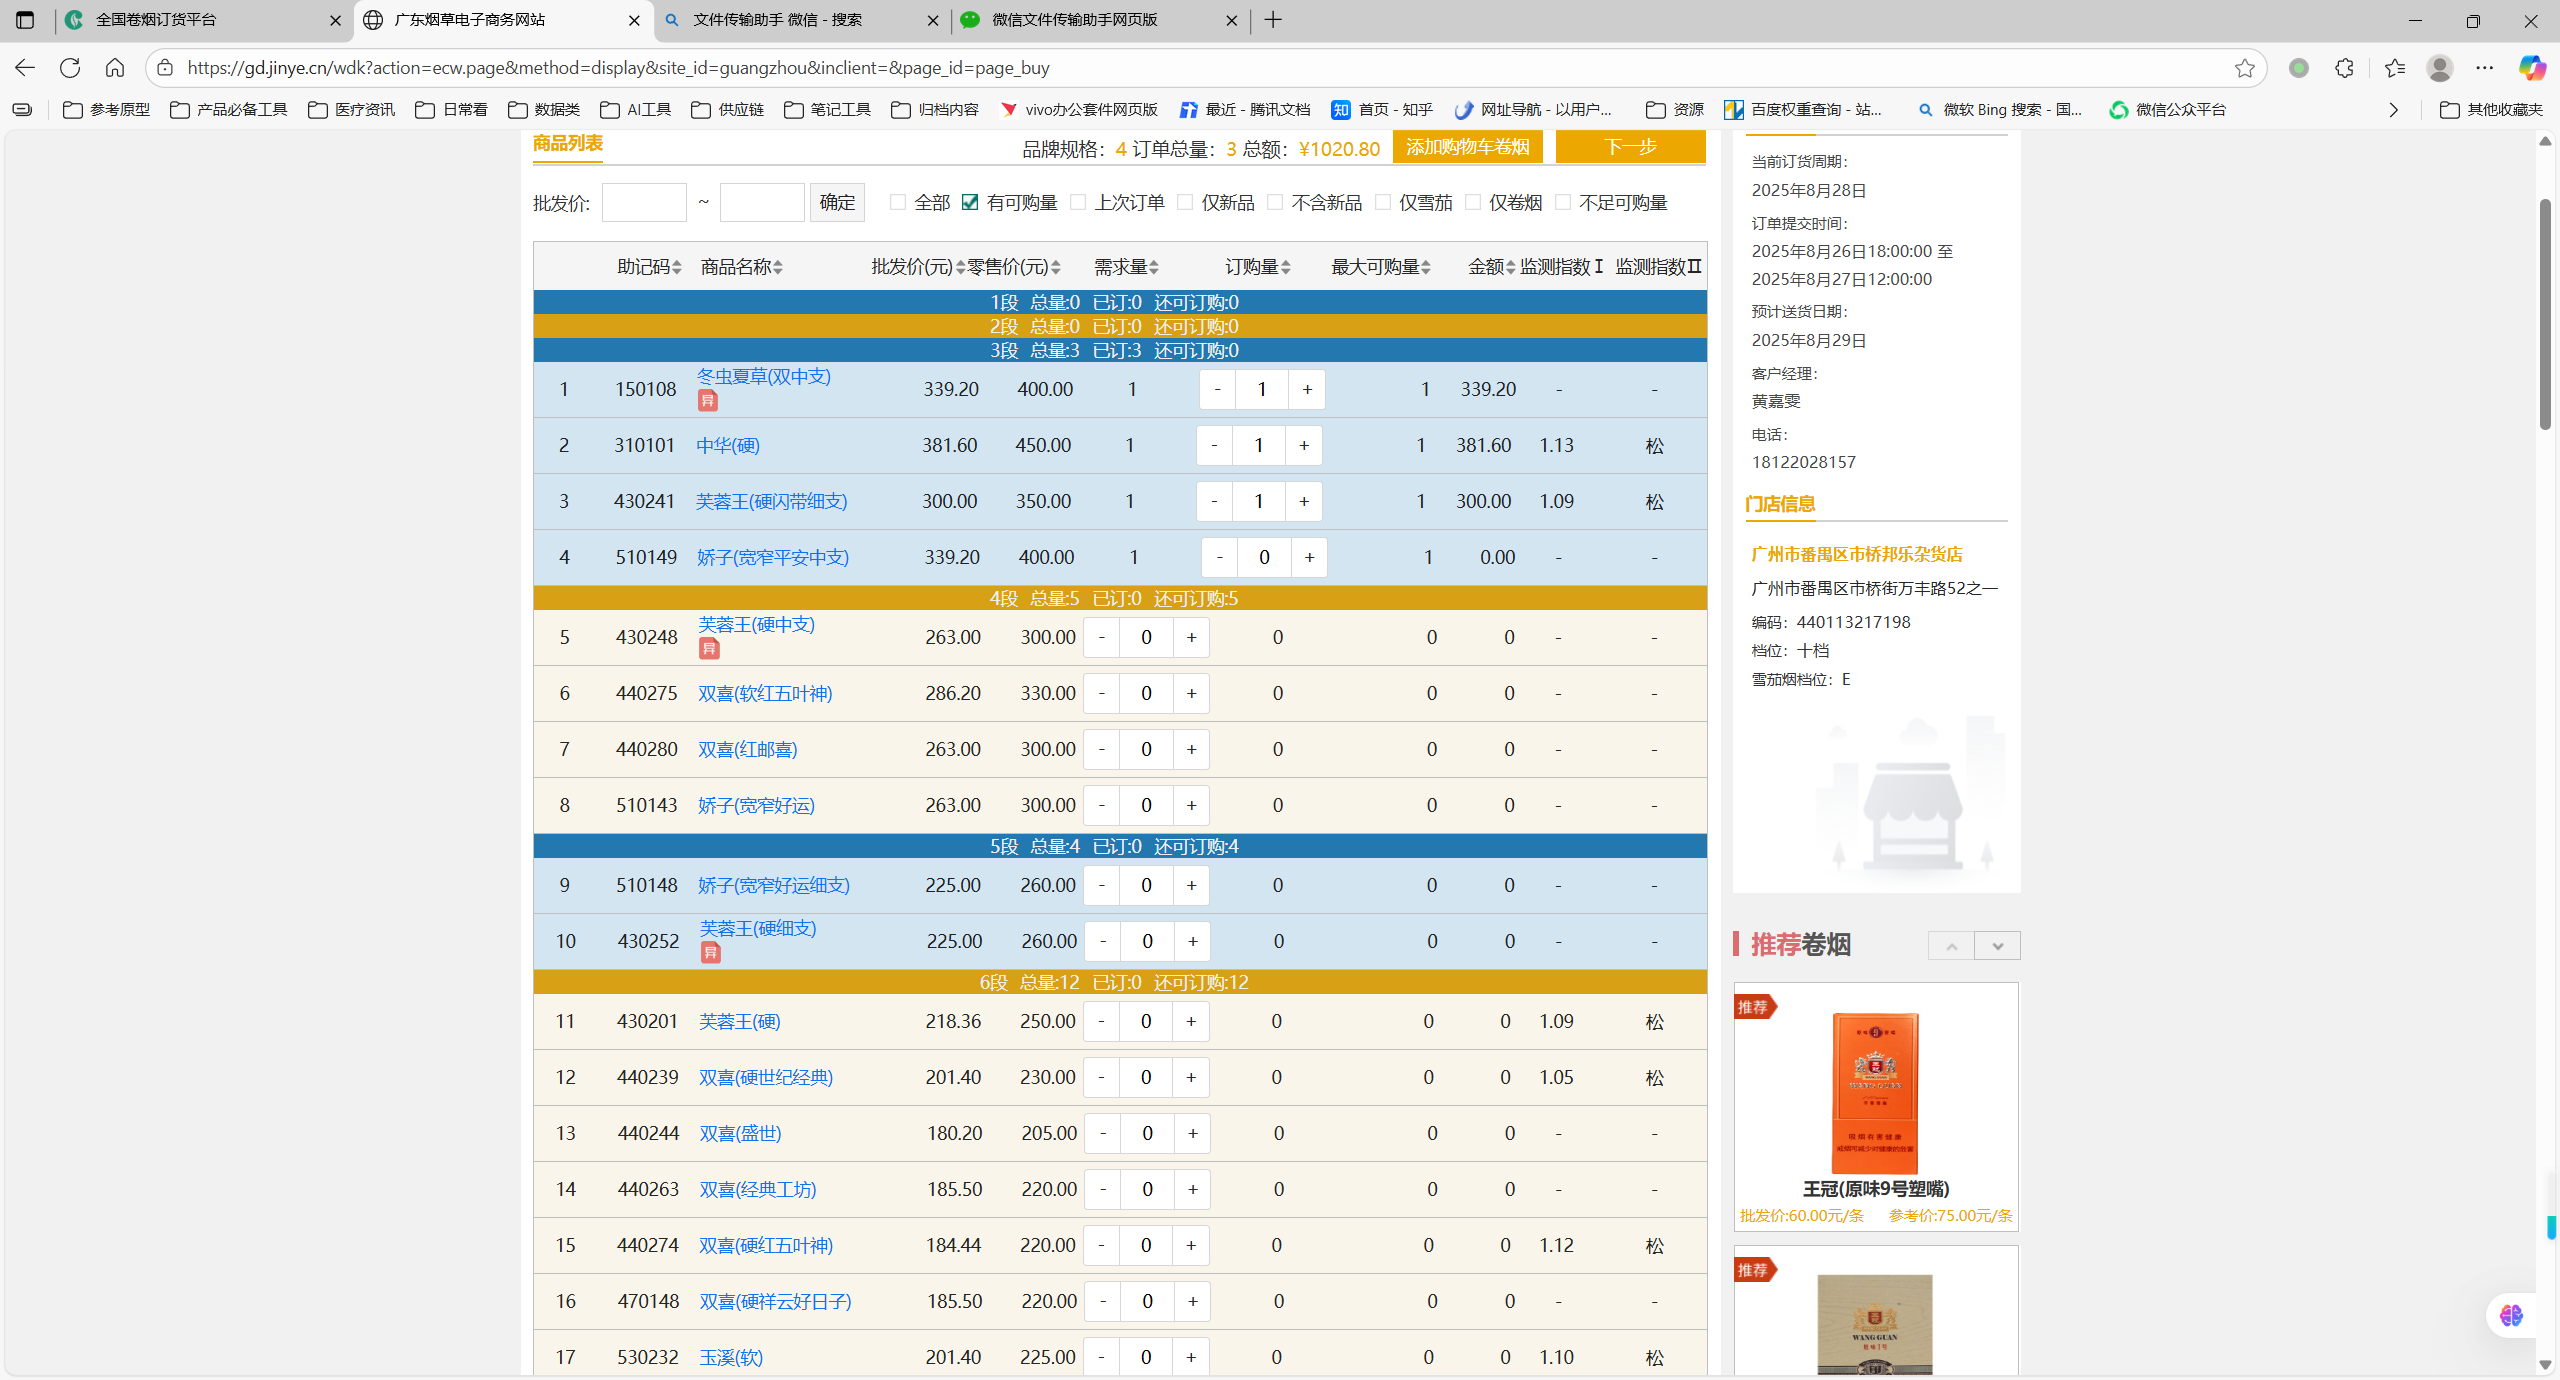 全国卷烟订货平台
广东烟草电子商务网站
文件传输助手 微信 - 搜索
微信文件传输助手网页版
https://gd.jinye.cn/wdk?action=ecw.page&method=display&site_id=guangzhou&inclient=&page_id=page_buy
参考原型 产品必备工具 医疗资讯 日常看 数据类 AI工具 供应链 笔记工具 归档内容 vivo办公套件网页版 最近 - 腾讯文档 知 首页 - 知乎 网址导航 - 以用户... 资源 百度权重查询 - 站... 微软 Bing 搜索 - 国... 微信公众平台 其他收藏夹
商品列表
品牌规格：4 订单总量：3 总额：¥1020.80 添加购物车卷烟 下一步
批发价: ~ 确定 全部 有可购量 上次订单 仅新品 不含新品 仅雪茄 仅卷烟 不足可购量
助记码 商品名称 批发价(元) 零售价(元) 需求量 订购量 最大可购量 金额 监测指数Ⅰ 监测指数Ⅱ
1段 总量:0 已订:0 还可订购:0
2段 总量:0 已订:0 还可订购:0
3段 总量:3 已订:3 还可订购:0
1 150108 冬虫夏草(双中支) 异 339.20 400.00 1 - 1 + 1 339.20 - -
2 310101 中华(硬) 381.60 450.00 1 - 1 + 1 381.60 1.13 松
3 430241 芙蓉王(硬闪带细支) 300.00 350.00 1 - 1 + 1 300.00 1.09 松
4 510149 娇子(宽窄平安中支) 339.20 400.00 1 - 0 + 1 0.00 - -
4段 总量:5 已订:0 还可订购:5
5 430248 芙蓉王(硬中支) 异 263.00 300.00 - 0 + 0 0 0 - -
6 440275 双喜(软红五叶神) 286.20 330.00 - 0 + 0 0 0 - -
7 440280 双喜(红邮喜) 263.00 300.00 - 0 + 0 0 0 - -
8 510143 娇子(宽窄好运) 263.00 300.00 - 0 + 0 0 0 - -
5段 总量:4 已订:0 还可订购:4
9 510148 娇子(宽窄好运细支) 225.00 260.00 - 0 + 0 0 0 - -
10 430252 芙蓉王(硬细支) 异 225.00 260.00 - 0 + 0 0 0 - -
6段 总量:12 已订:0 还可订购:12
11 430201 芙蓉王(硬) 218.36 250.00 - 0 + 0 0 0 1.09 松
12 440239 双喜(硬世纪经典) 201.40 230.00 - 0 + 0 0 0 1.05 松
13 440244 双喜(盛世) 180.20 205.00 - 0 + 0 0 0 - -
14 440263 双喜(经典工坊) 185.50 220.00 - 0 + 0 0 0 - -
15 440274 双喜(硬红五叶神) 184.44 220.00 - 0 + 0 0 0 1.12 松
16 470148 双喜(硬祥云好日子) 185.50 220.00 - 0 + 0 0 0 - -
17 530232 玉溪(软) 201.40 225.00 - 0 + 0 0 0 1.10 松
当前订货周期：
2025年8月28日
订单提交时间：
2025年8月26日18:00:00 至
2025年8月27日12:00:00
预计送货日期：
2025年8月29日
客户经理：
黄嘉雯
电话：
18122028157
门店信息
广州市番禺区市桥邦乐杂货店
广州市番禺区市桥街万丰路52之一
编码：440113217198
档位：十档
雪茄烟档位：E
推荐卷烟
推荐
吸烟有害健康
王冠(原味9号塑嘴)
批发价:60.00元/条 参考价:75.00元/条
推荐
WANG GUAN